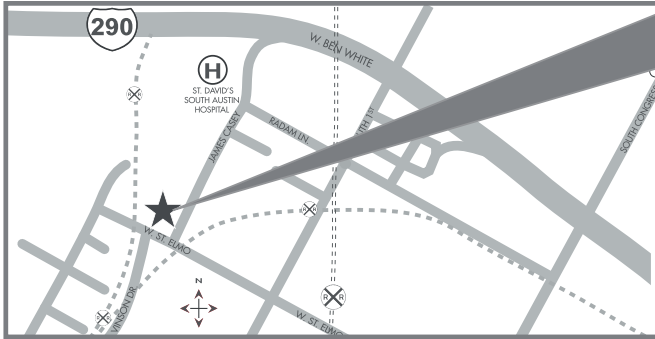 290
W. BEN WHITE
H
ST. DAVID'S
SOUTH AUSTIN
HOSPITAL
R R
JAMES CASEY
RADAM LN.
UTH 1ST
SOUTH CONGRESS
R R
W. ST. ELMO
N
R R
R R
VINSON DR
W. ST. ELMO